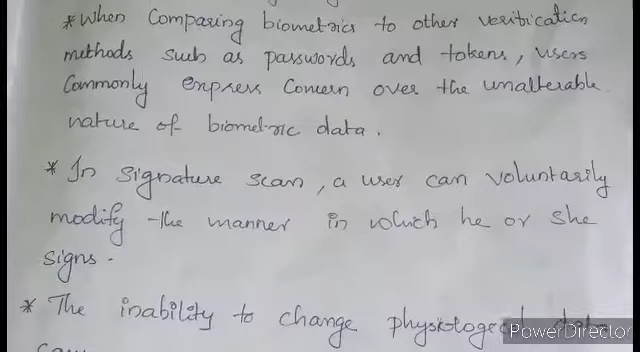 * When Comparing biometrics to other verification
methods such as passwords and tokens, users
Commonly express Concern over the unalterable
nature of biometric data.
* In Signature scan, a user can voluntarily
modify the manner in which he or she
signs.
* The inability to change physiological data
PowerDirector